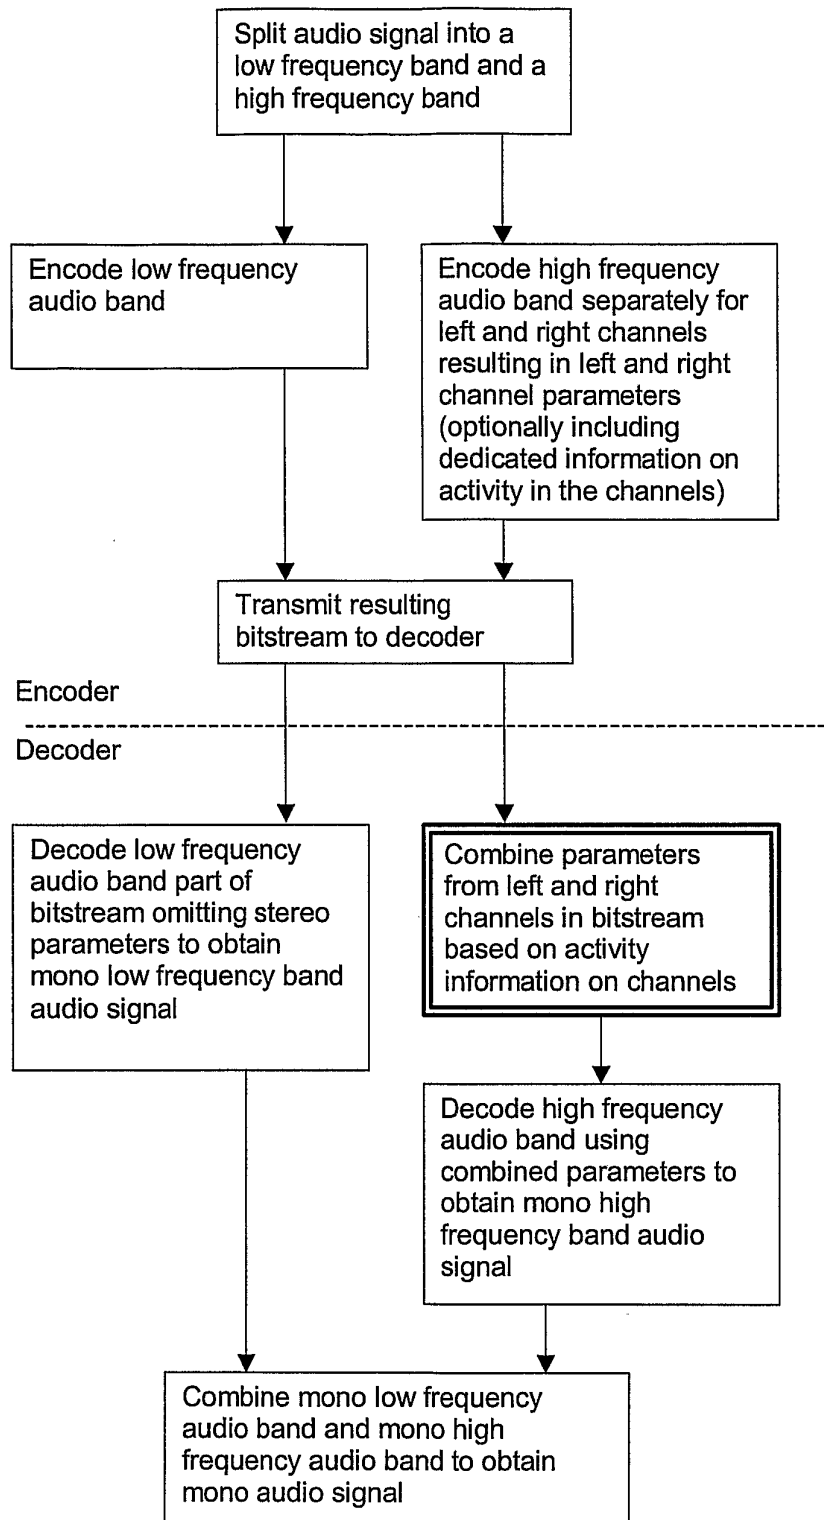 Split audio signal into a
low frequency band and a
high frequency band
Encode low frequency
audio band
Encode high frequency
audio band separately for
left and right channels
resulting in left and right
channel parameters
(optionally including
dedicated information on
activity in the channels)
Transmit resulting
bitstream to decoder
Encoder
Decoder
Decode low frequency
audio band part of
bitstream omitting stereo
parameters to obtain
mono low frequency band
audio signal
Combine parameters
from left and right
channels in bitstream
based on activity
information on channels
Decode high frequency
audio band using
combined parameters to
obtain mono high
frequency band audio
signal
Combine mono low frequency
audio band and mono high
frequency audio band to obtain
mono audio signal